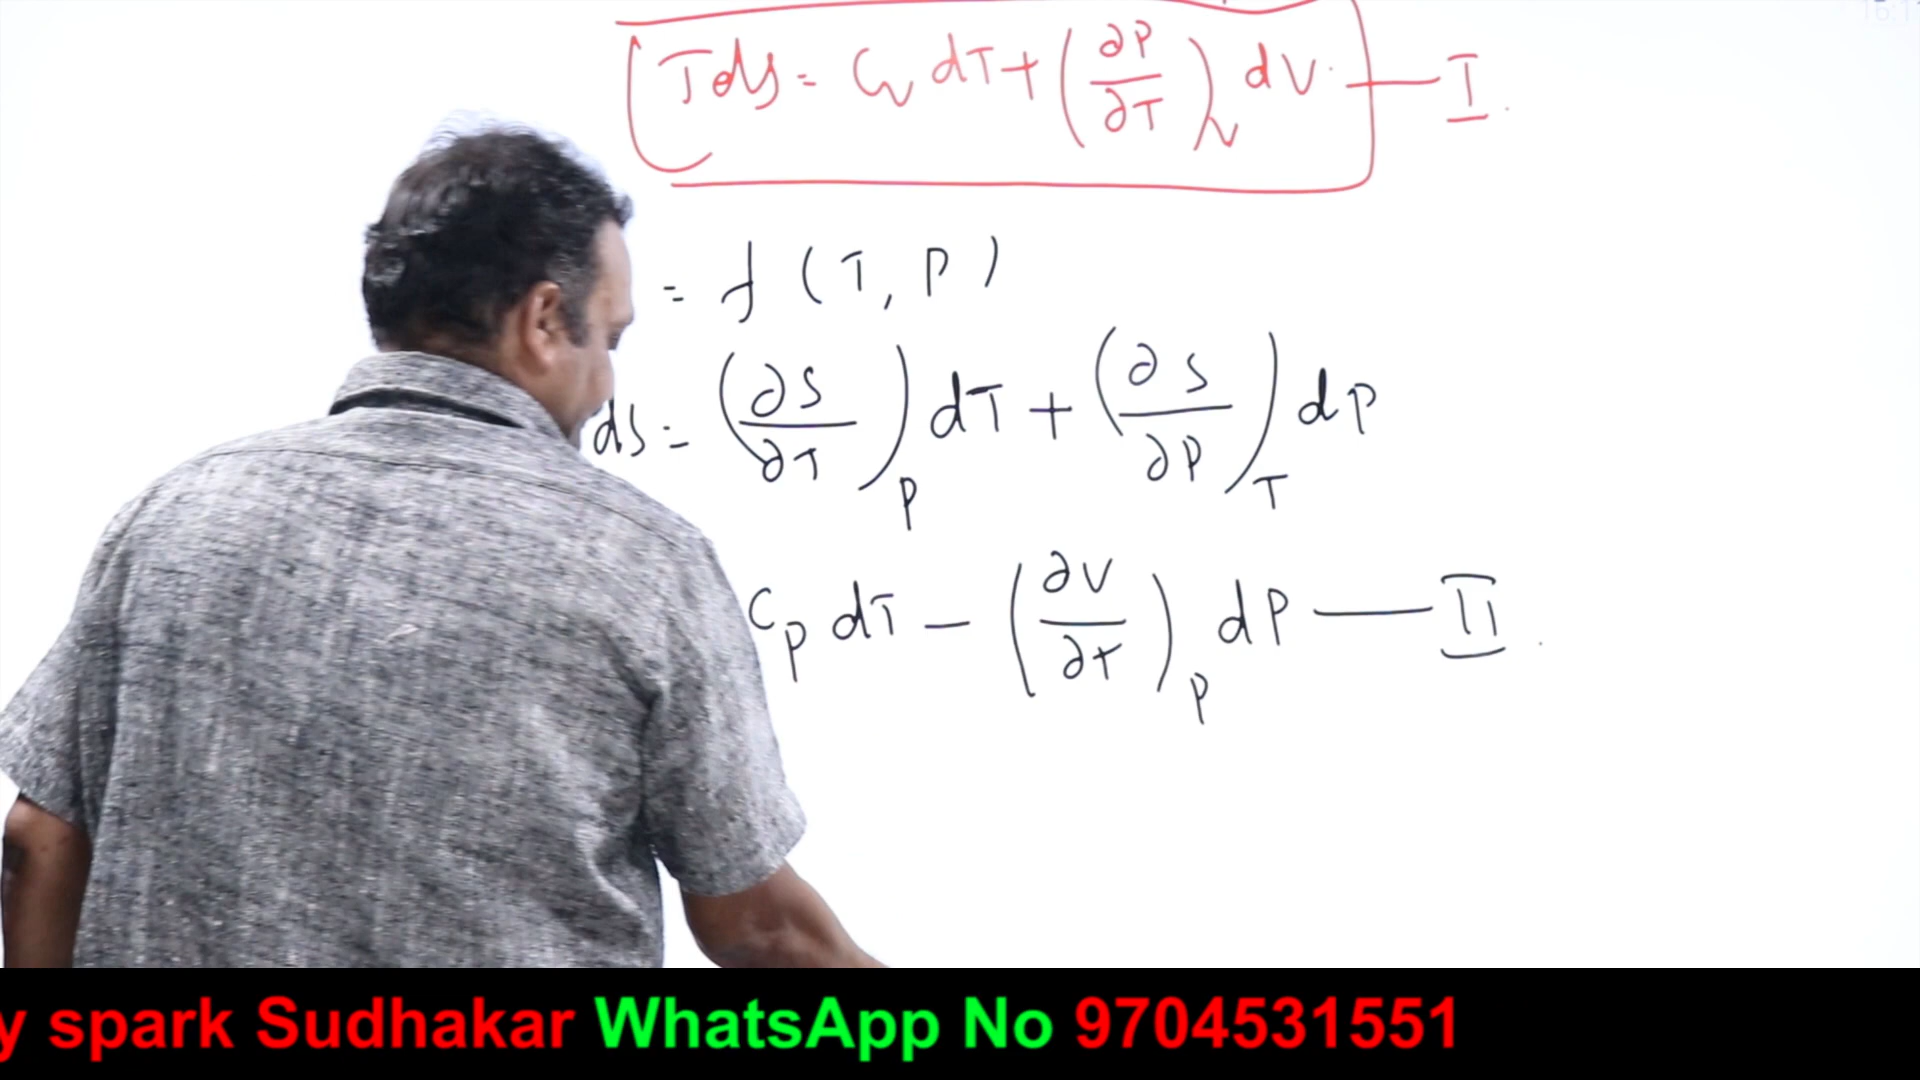 Tds = Cv dT + (∂P/∂T)v dV — I
= f (T, P)
ds = (∂S/∂T)P dT + (∂S/∂P)T dP
CP dT − (∂V/∂T)P dP — II
y spark Sudhakar WhatsApp No 9704531551